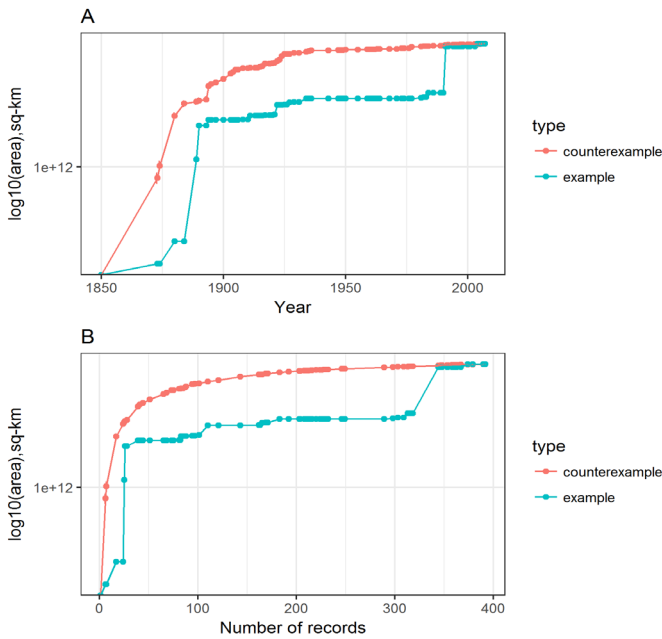 A
log10(area),sq-km
1e+12
1850 1900 1950 2000
Year
type
counterexample
example
B
log10(area),sq-km
1e+12
0 100 200 300 400
Number of records
type
counterexample
example